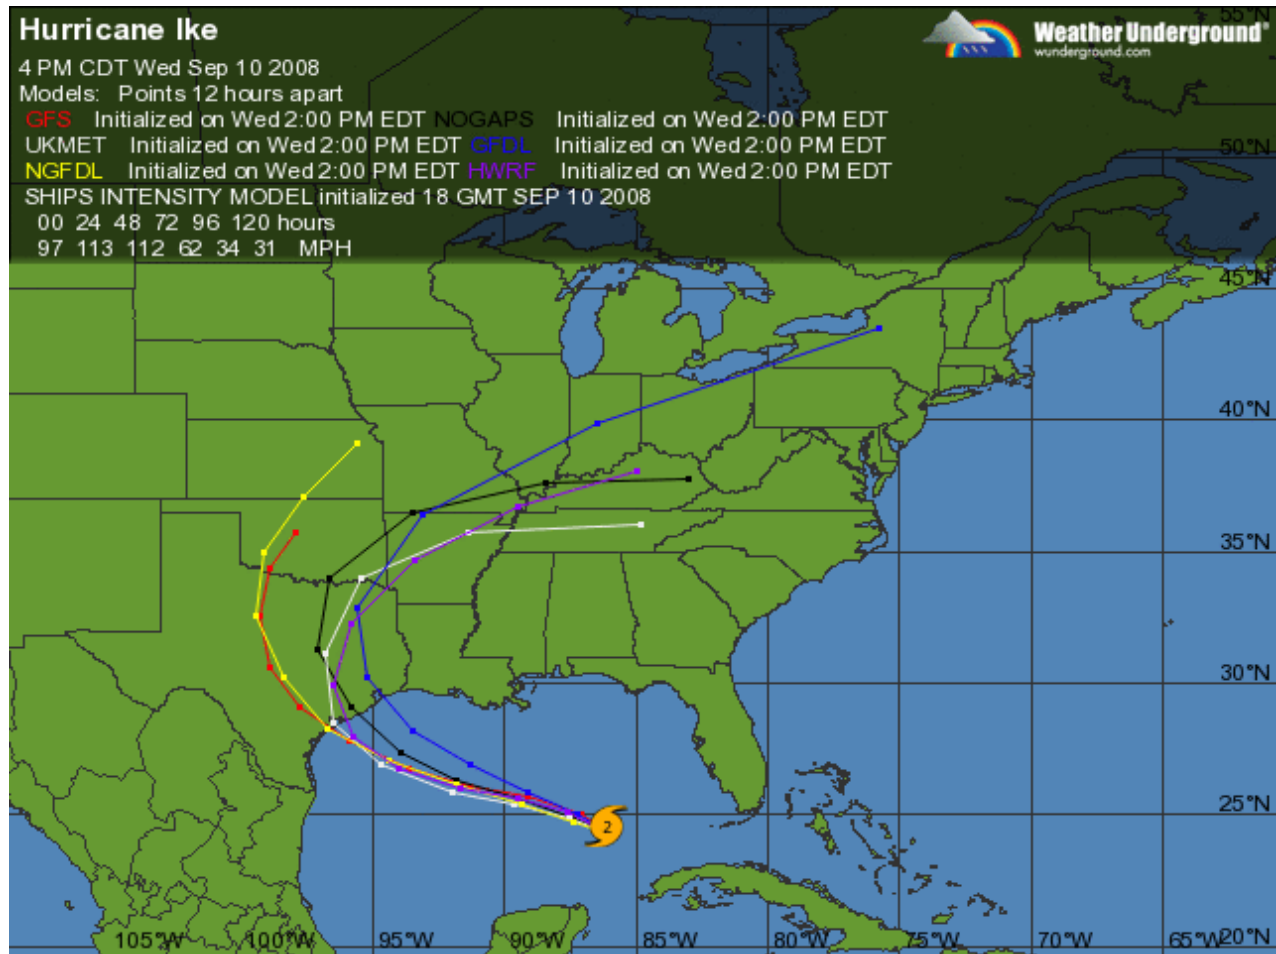 Hurricane Ike
Weather Underground®
wunderground.com
4 PM CDT Wed Sep 10 2008
Models: Points 12 hours apart
GFS Initialized on Wed 2:00 PM EDT NOGAPS Initialized on Wed 2:00 PM EDT
UKMET Initialized on Wed 2:00 PM EDT GFDL Initialized on Wed 2:00 PM EDT
NGFDL Initialized on Wed 2:00 PM EDT HWRF Initialized on Wed 2:00 PM EDT
SHIPS INTENSITY MODEL initialized 18 GMT SEP 10 2008
00 24 48 72 96 120 hours
97 113 112 62 34 31 MPH
55°N
50°N
45°N
40°N
35°N
30°N
25°N
2
105°W 100°W 95°W 90°W 85°W 80°W 75°W 70°W 65°W 20°N